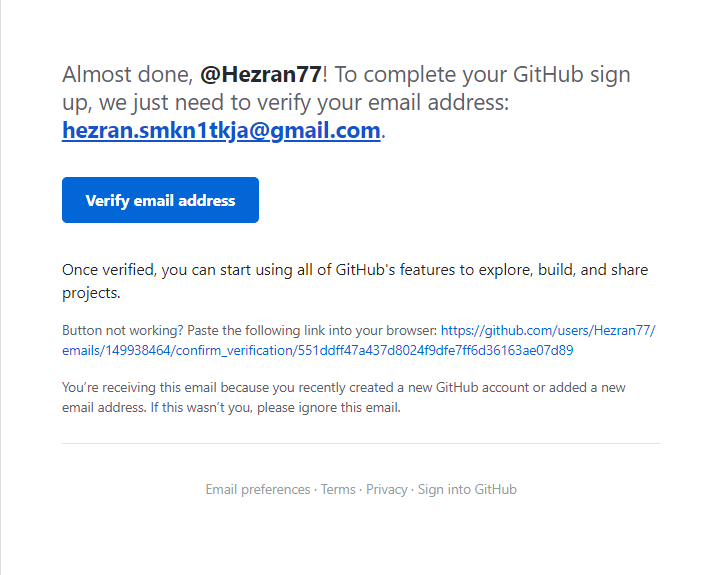 Almost done, @Hezran77! To complete your GitHub sign
up, we just need to verify your email address:
hezran.smkn1tkja@gmail.com.
Verify email address
Once verified, you can start using all of GitHub's features to explore, build, and share
projects.
Button not working? Paste the following link into your browser: https://github.com/users/Hezran77/
emails/149938464/confirm_verification/551ddff47a437d8024f9dfe7ff6d36163ae07d89
You’re receiving this email because you recently created a new GitHub account or added a new
email address. If this wasn’t you, please ignore this email.
Email preferences · Terms · Privacy · Sign into GitHub